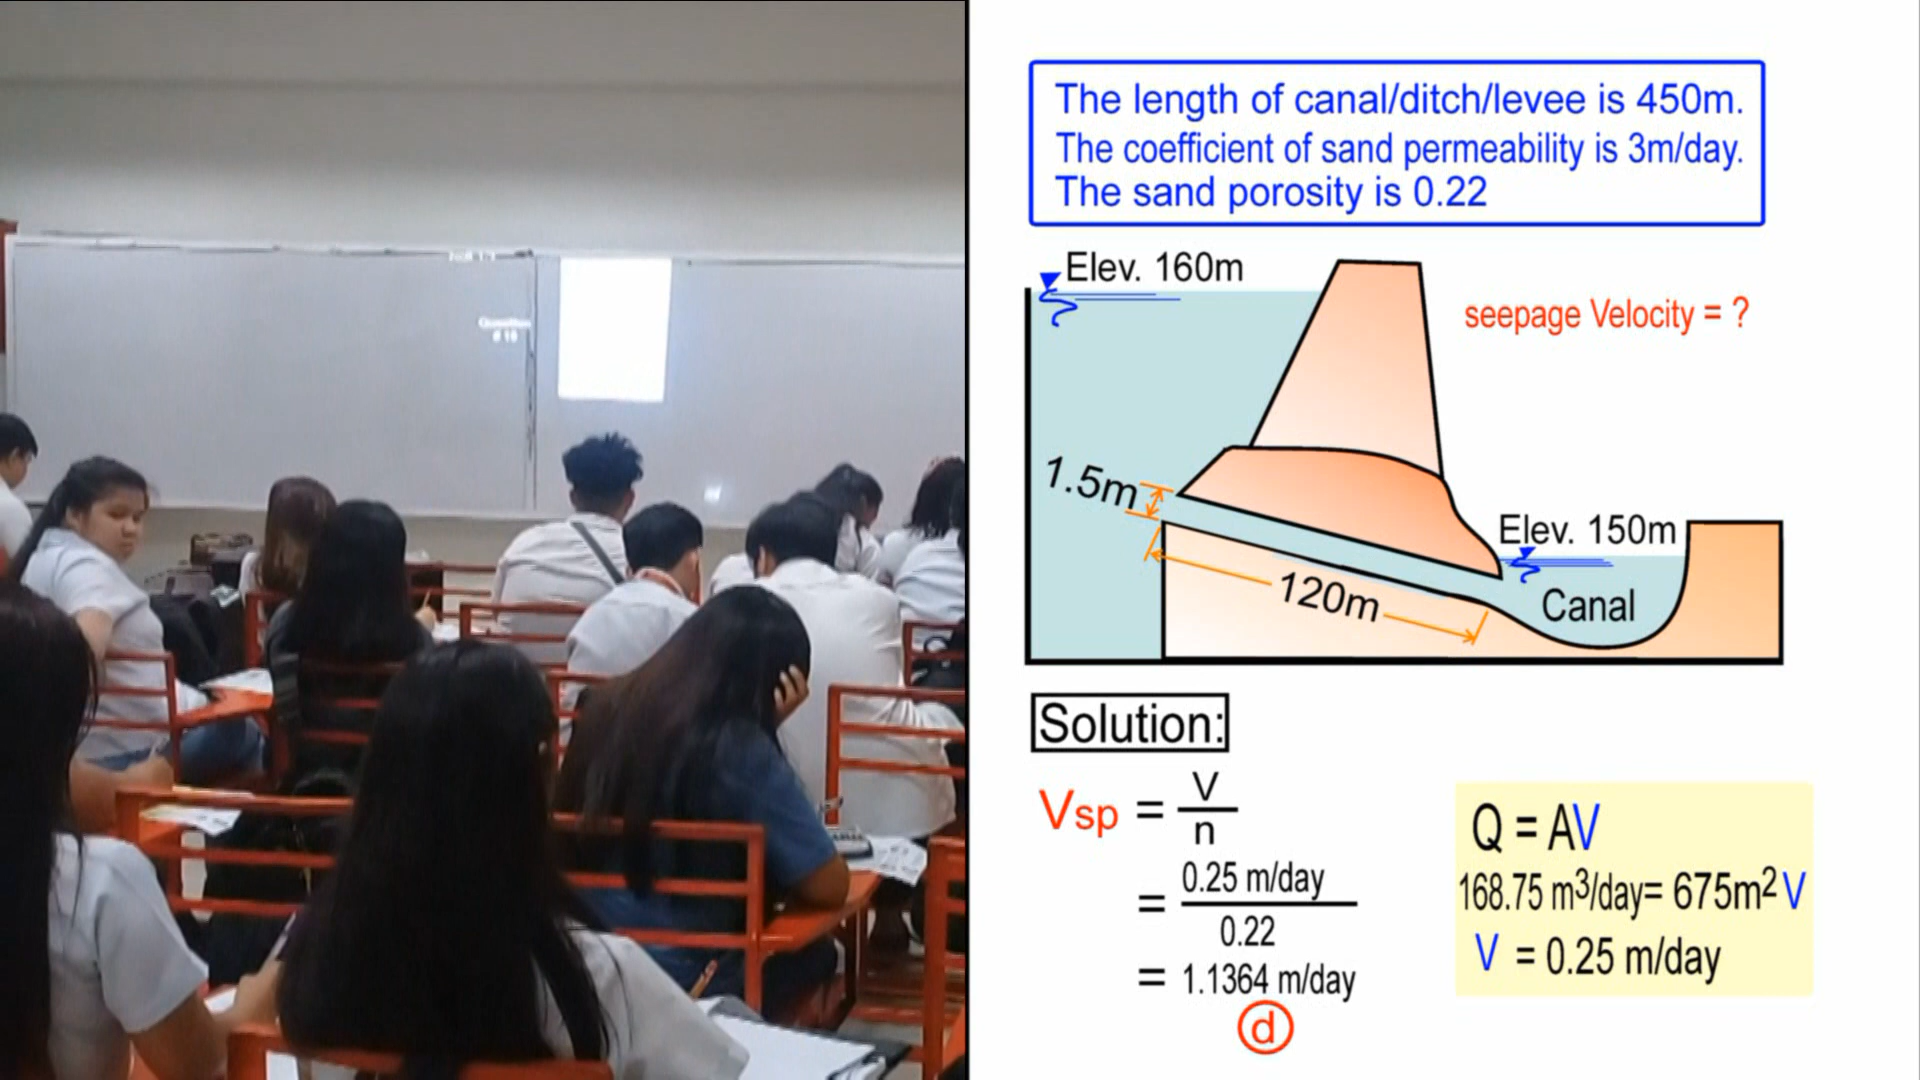 The length of canal/ditch/levee is 450m.
The coefficient of sand permeability is 3m/day.
The sand porosity is 0.22
Elev. 160m
seepage Velocity = ?
1.5m
Elev. 150m
120m
Canal
Solution:
Vsp = V
n
= 0.25 m/day
0.22
= 1.1364 m/day
d
Q = AV
168.75 m3/day= 675m2 V
V = 0.25 m/day
Question
# 19